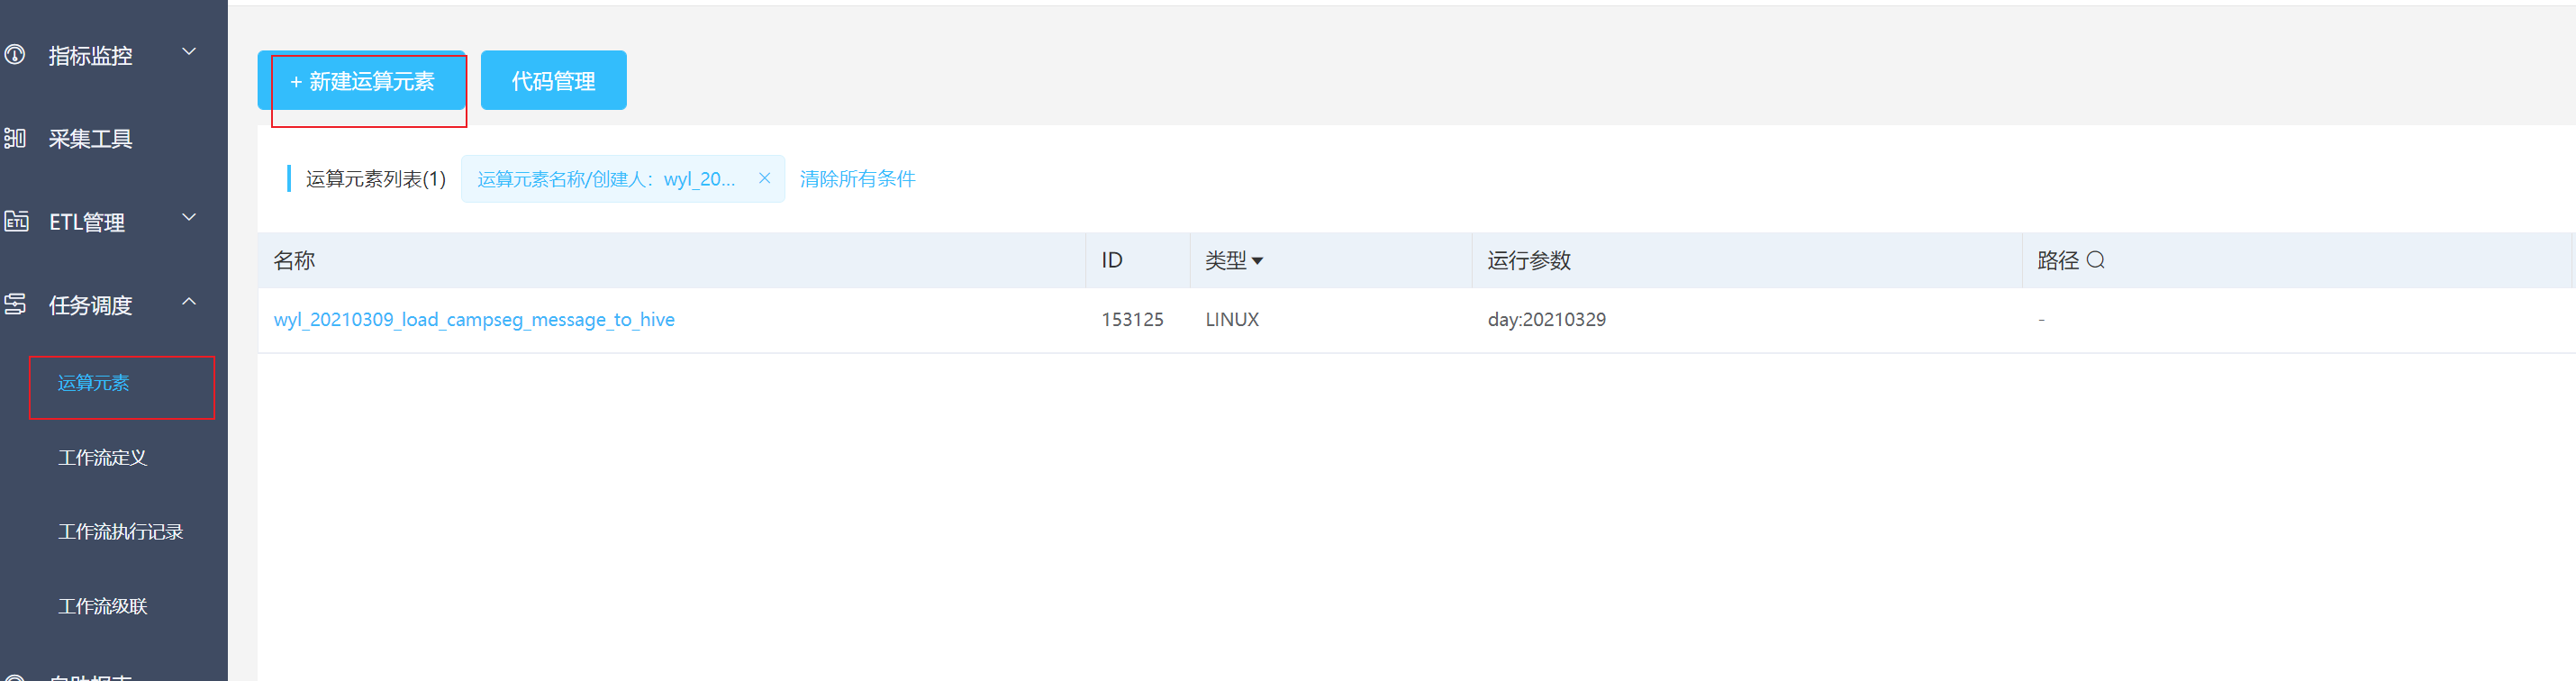 指标监控
采集工具
ETL管理
任务调度
运算元素
工作流定义
工作流执行记录
工作流级联
+ 新建运算元素 代码管理
运算元素列表(1) 运算元素名称/创建人：wyl_20... × 清除所有条件
名称 ID 类型 运行参数 路径
wyl_20210309_load_campseg_message_to_hive 153125 LINUX day:20210329 -